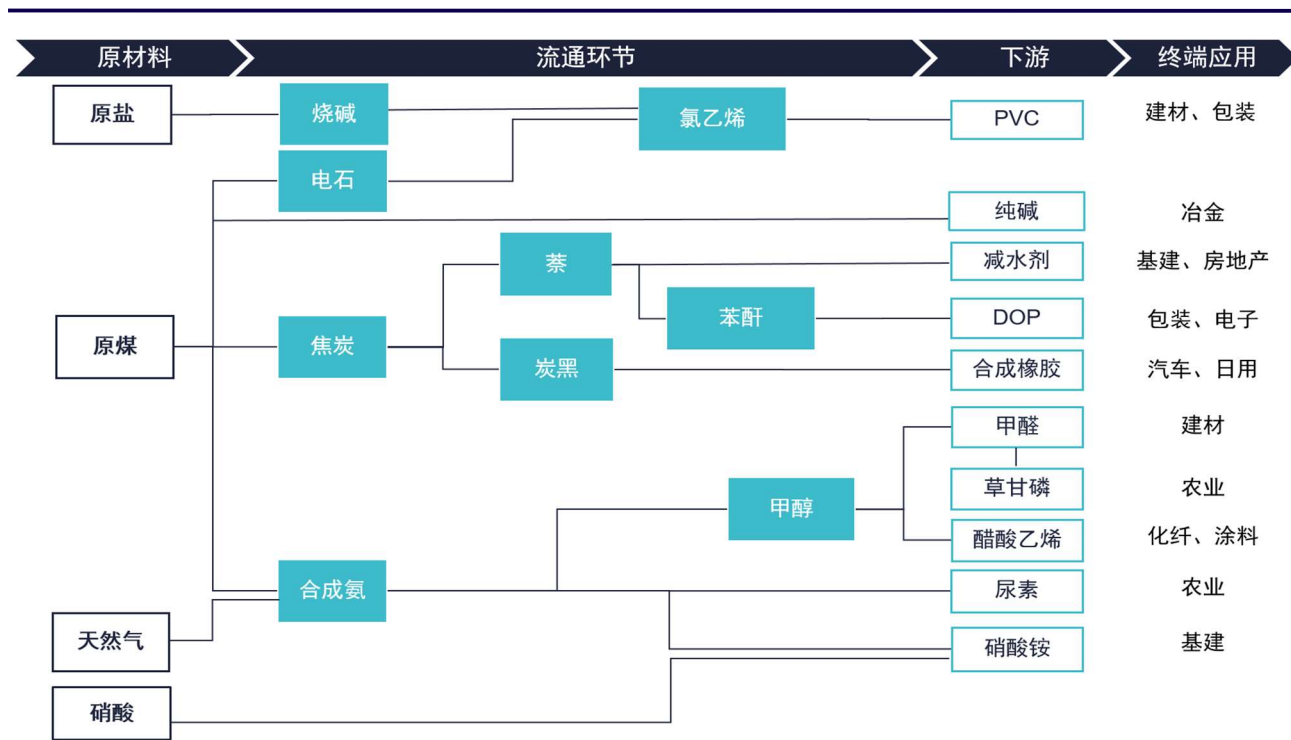 原材料
流通环节
下游
终端应用
原盐
烧碱
氯乙烯
PVC
建材、包装
电石
纯碱
冶金
萘
减水剂
基建、房地产
原煤
焦炭
苯酐
DOP
包装、电子
炭黑
合成橡胶
汽车、日用
甲醛
建材
甲醇
草甘磷
农业
醋酸乙烯
化纤、涂料
合成氨
尿素
农业
天然气
硝酸铵
基建
硝酸